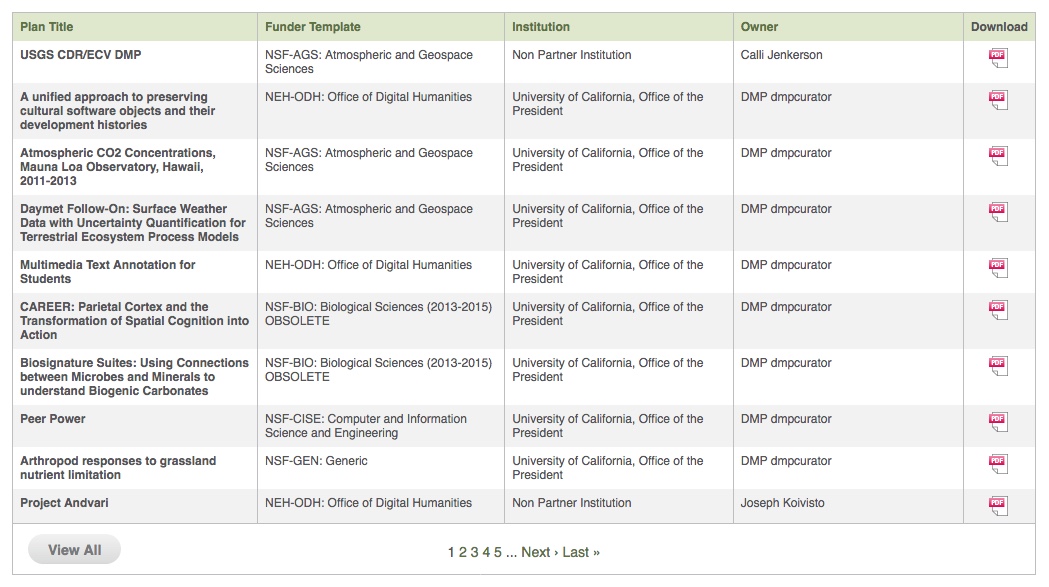 Plan Title Funder Template Institution Owner Download
USGS CDR/ECV DMP NSF-AGS: Atmospheric and Geospace Non Partner Institution Calli Jenkerson PDF
Sciences
A unified approach to preserving NEH-ODH: Office of Digital Humanities University of California, Office of the DMP dmpcurator PDF
cultural software objects and their President
development histories
Atmospheric CO2 Concentrations, NSF-AGS: Atmospheric and Geospace University of California, Office of the DMP dmpcurator PDF
Mauna Loa Observatory, Hawaii, Sciences President
2011-2013
Daymet Follow-On: Surface Weather NSF-AGS: Atmospheric and Geospace University of California, Office of the DMP dmpcurator PDF
Data with Uncertainty Quantification for Sciences President
Terrestrial Ecosystem Process Models
Multimedia Text Annotation for NEH-ODH: Office of Digital Humanities University of California, Office of the DMP dmpcurator PDF
Students President
CAREER: Parietal Cortex and the NSF-BIO: Biological Sciences (2013-2015) University of California, Office of the DMP dmpcurator PDF
Transformation of Spatial Cognition into OBSOLETE President
Action
Biosignature Suites: Using Connections NSF-BIO: Biological Sciences (2013-2015) University of California, Office of the DMP dmpcurator PDF
between Microbes and Minerals to OBSOLETE President
understand Biogenic Carbonates
Peer Power NSF-CISE: Computer and Information University of California, Office of the DMP dmpcurator PDF
Science and Engineering President
Arthropod responses to grassland NSF-GEN: Generic University of California, Office of the DMP dmpcurator PDF
nutrient limitation President
Project Andvari NEH-ODH: Office of Digital Humanities Non Partner Institution Joseph Koivisto PDF
View All 1 2 3 4 5 ... Next › Last »